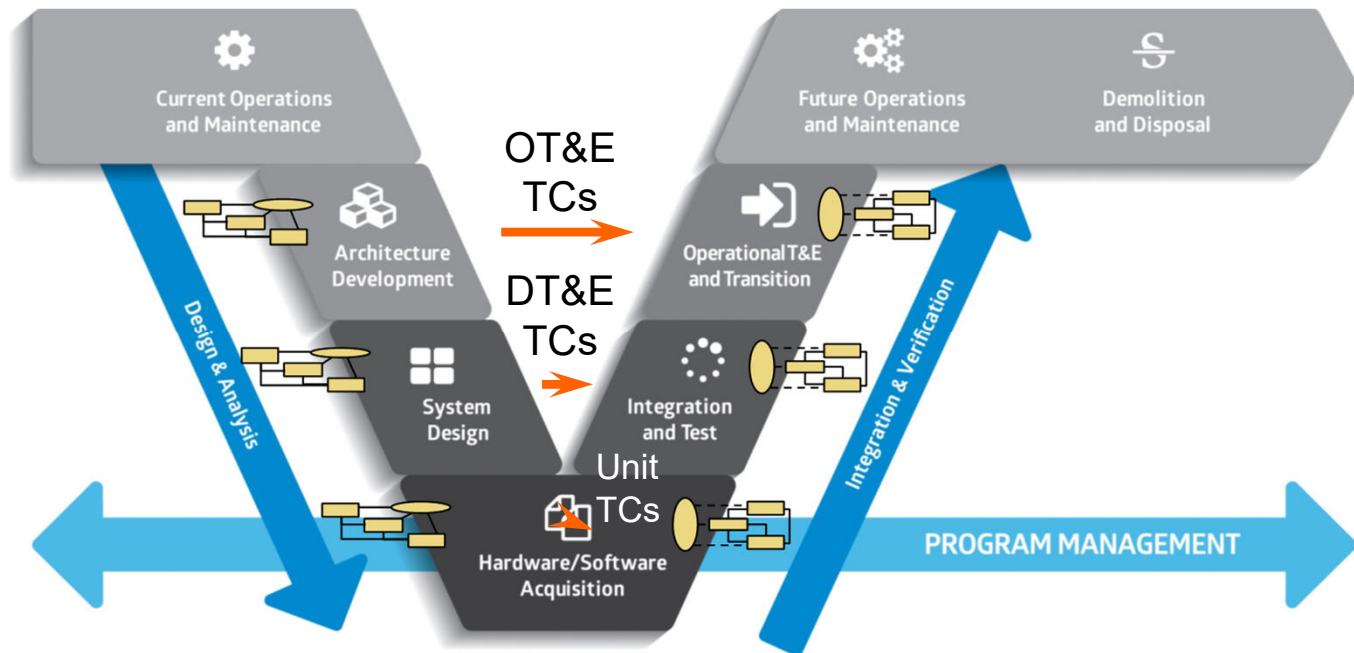 Current Operations
and Maintenance
Future Operations
and Maintenance
Demolition
and Disposal
OT&E
TCs
Architecture
Development
Operational T&E
and Transition
DT&E
TCs
Design & Analysis
System
Design
Integration
and Test
Integration & Verification
Unit
TCs
Hardware/Software
Acquisition
PROGRAM MANAGEMENT